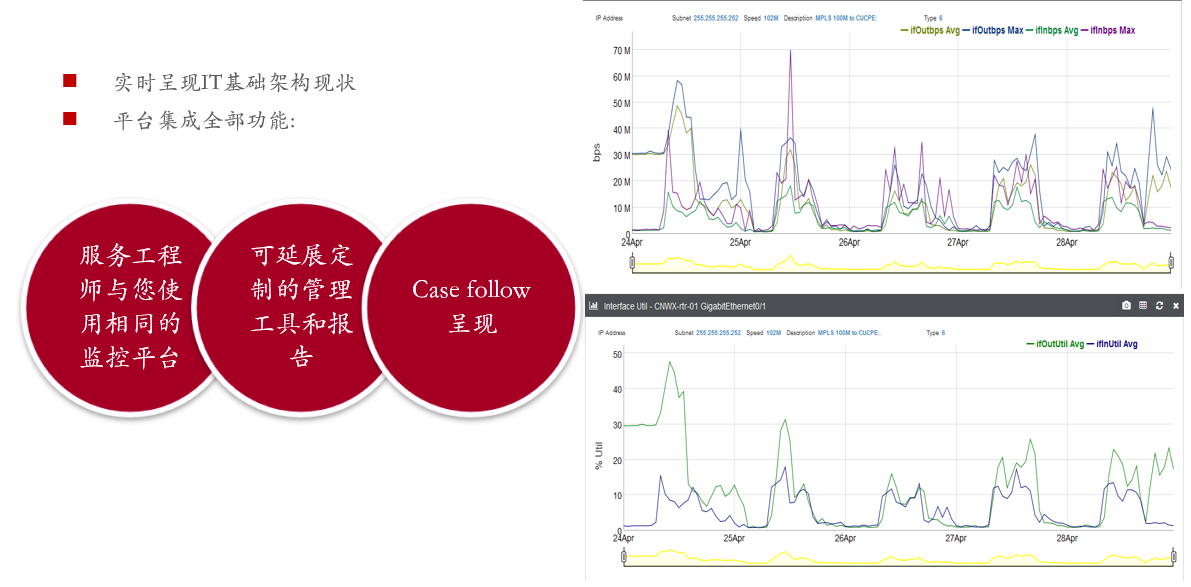 实时呈现IT基础架构现状
平台集成全部功能:
服务工程
师与您使
用相同的
监控平台
可延展定
制的管理
工具和报
告
Case follow
呈现
IP Address Subnet 255.255.255.252 Speed 102M Description MPLS 100M to CUCPE: Type 6
ifOutbps Avg ifOutbps Max ifInbps Avg ifInbps Max
70 M
60 M
50 M
40 M
30 M
20 M
10 M
0
bps
24Apr 25Apr 26Apr 27Apr 28Apr
Interface Util - CNWX-rtr-01 GigabitEthernet0/1
IP Address Subnet 255.255.255.252 Speed 102M Description MPLS 100M to CUCPE:. Type 6
ifOutUtil Avg ifInUtil Avg
50
40
30
20
10
0
% Util
24Apr 25Apr 26Apr 27Apr 28Apr